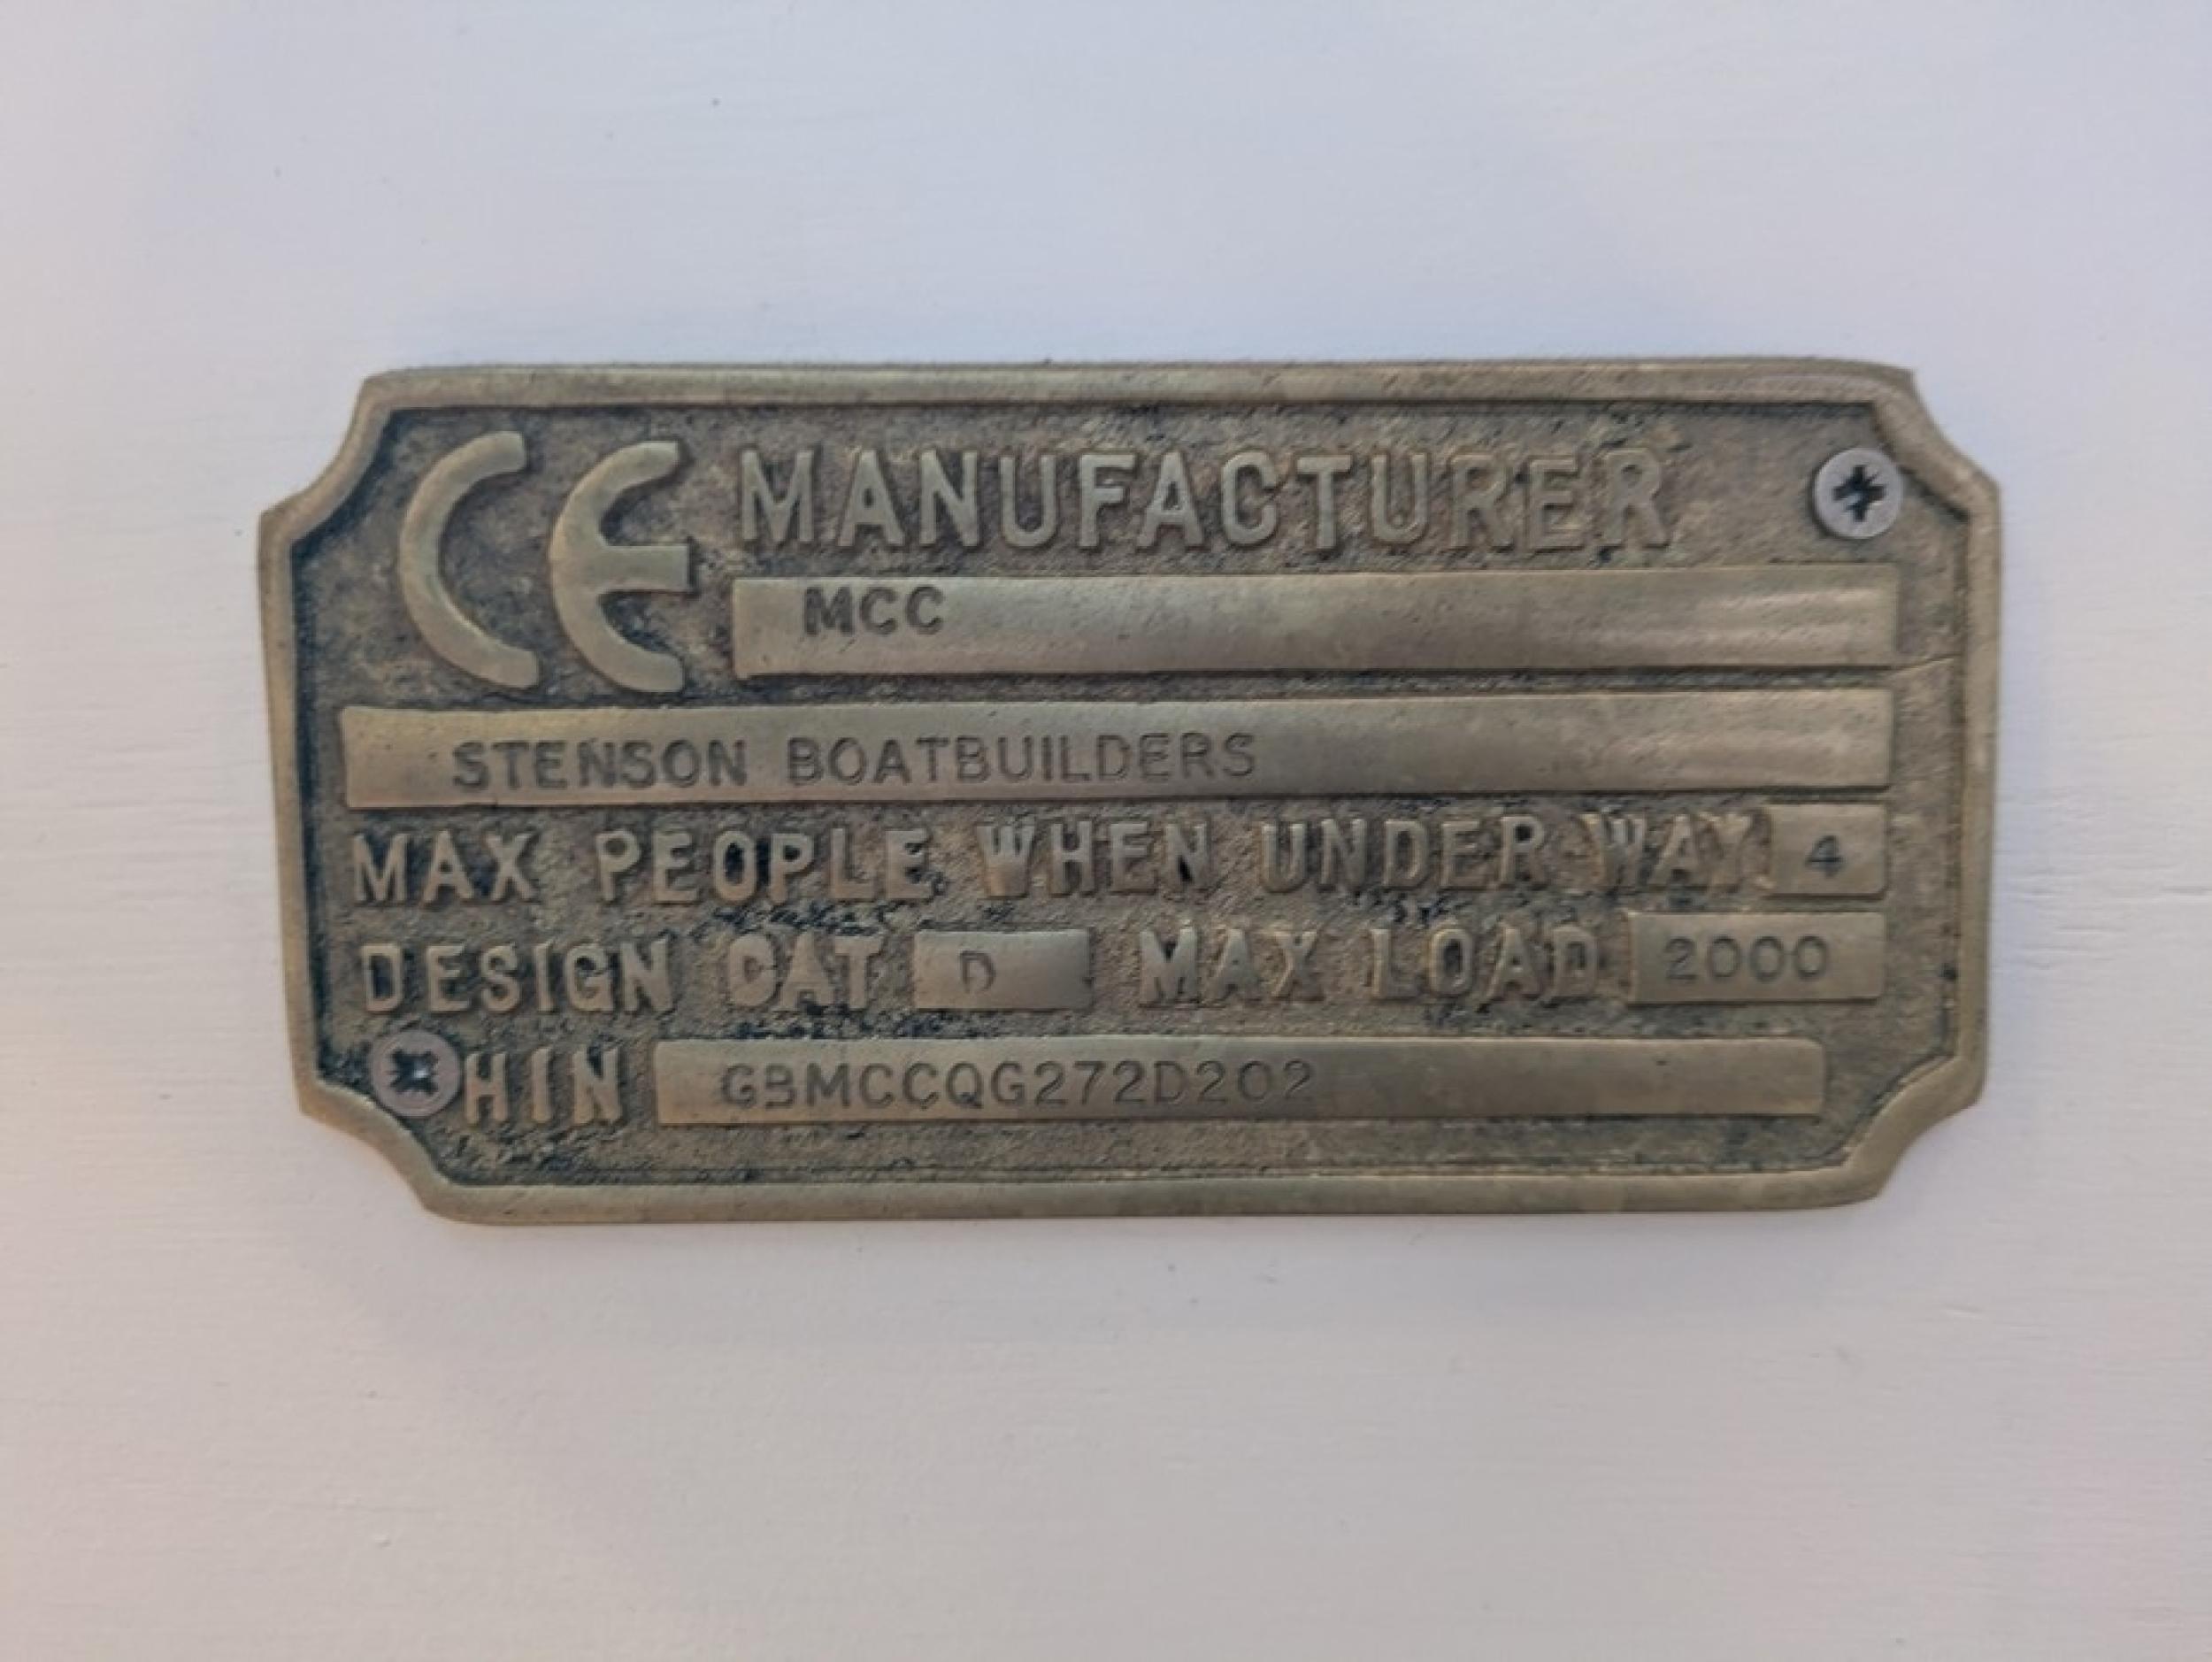 CE MANUFACTURER
MCC
STENSON BOATBUILDERS
MAX PEOPLE WHEN UNDER WAY 4
DESIGN CAT D MAX LOAD 2000
HIN GBMCCQG272D202